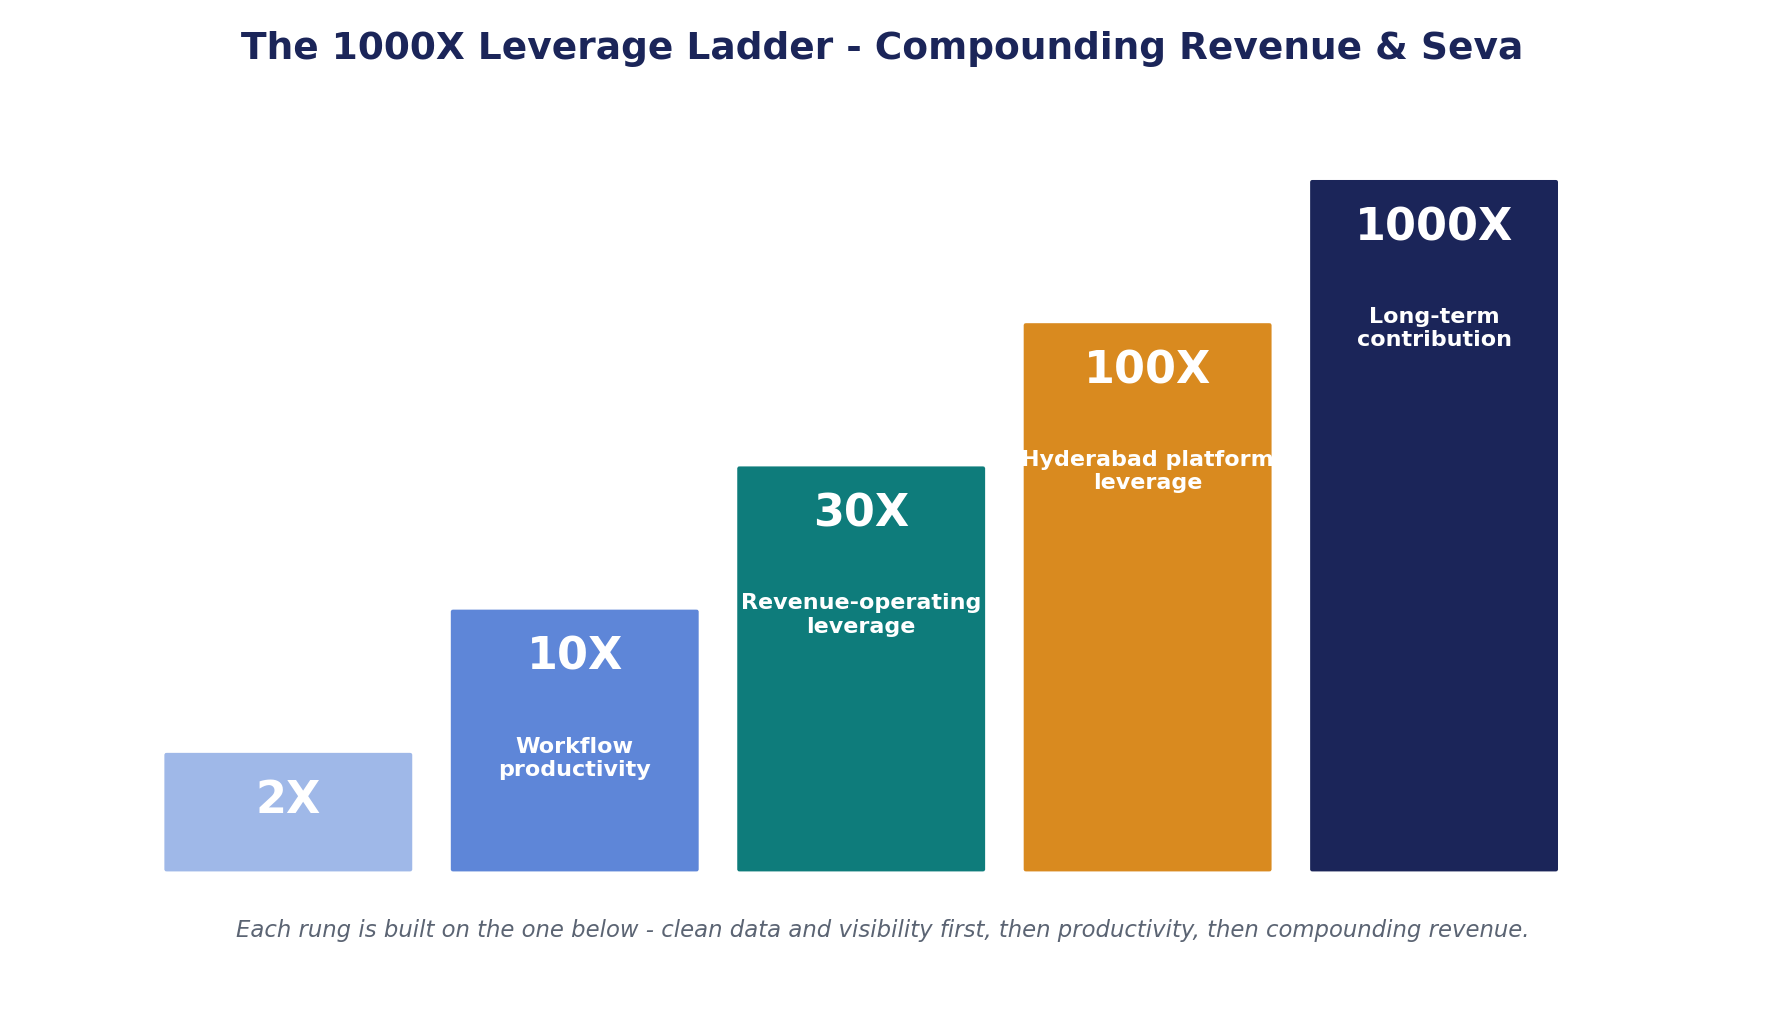 The 1000X Leverage Ladder - Compounding Revenue & Seva
2X
10X
Workflow
productivity
30X
Revenue-operating
leverage
100X
Hyderabad platform
leverage
1000X
Long-term
contribution
Each rung is built on the one below - clean data and visibility first, then productivity, then compounding revenue.